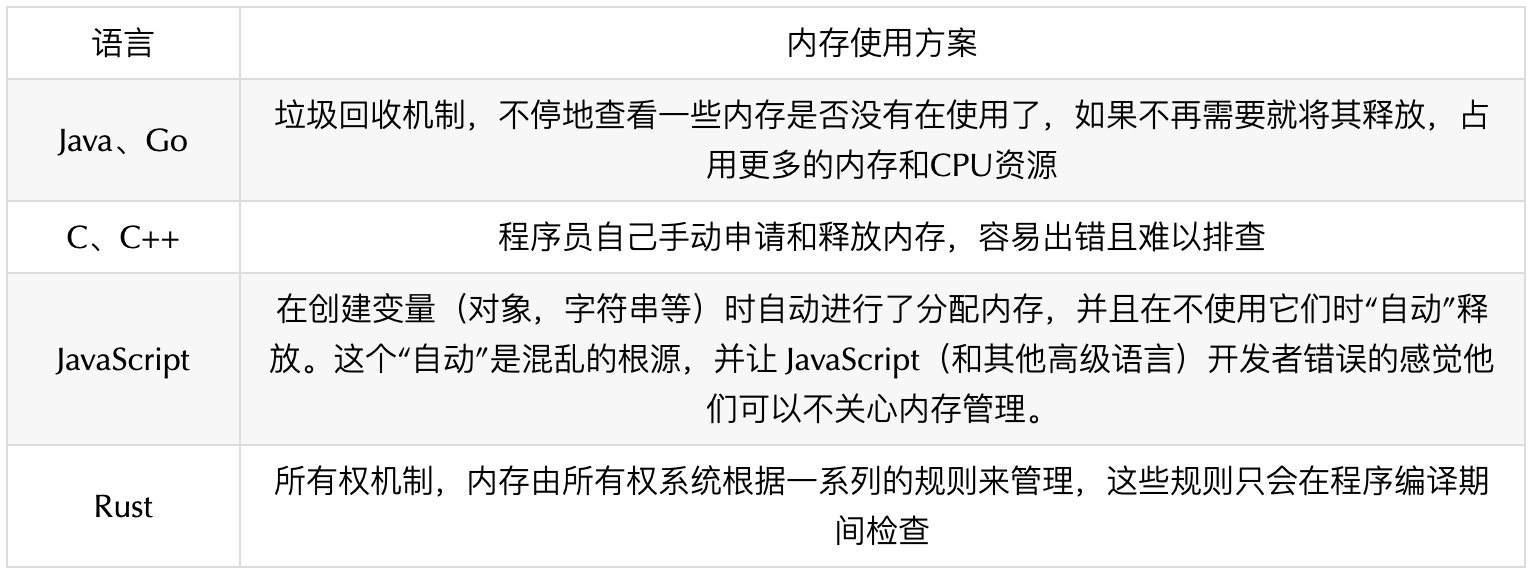 语言
内存使用方案
Java、Go
垃圾回收机制，不停地查看一些内存是否没有在使用了，如果不再需要就将其释放，占
用更多的内存和CPU资源
C、C++
程序员自己手动申请和释放内存，容易出错且难以排查
JavaScript
在创建变量（对象，字符串等）时自动进行了分配内存，并且在不使用它们时“自动”释
放。这个“自动”是混乱的根源，并让 JavaScript（和其他高级语言）开发者错误的感觉他
们可以不关心内存管理。
Rust
所有权机制，内存由所有权系统根据一系列的规则来管理，这些规则只会在程序编译期
间检查